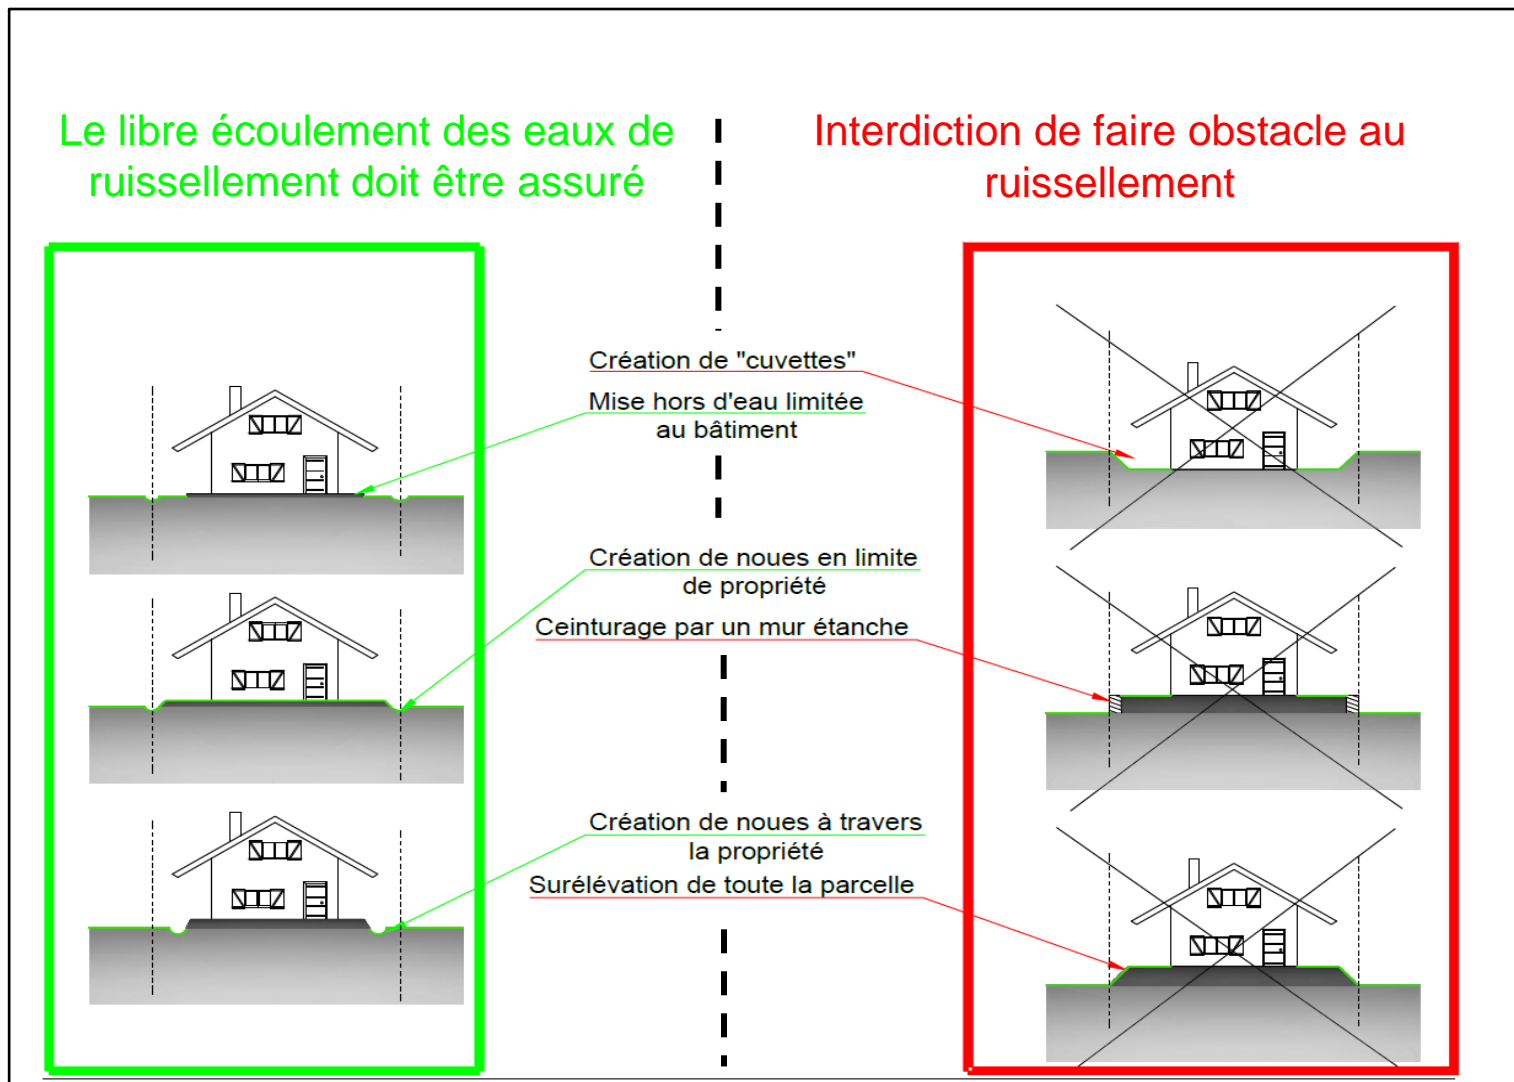 Le libre écoulement des eaux de
ruissellement doit être assuré
Interdiction de faire obstacle au
ruissellement
Création de "cuvettes"
Mise hors d'eau limitée
au bâtiment
Création de noues en limite
de propriété
Ceinturage par un mur étanche
Création de noues à travers
la propriété
Surélévation de toute la parcelle